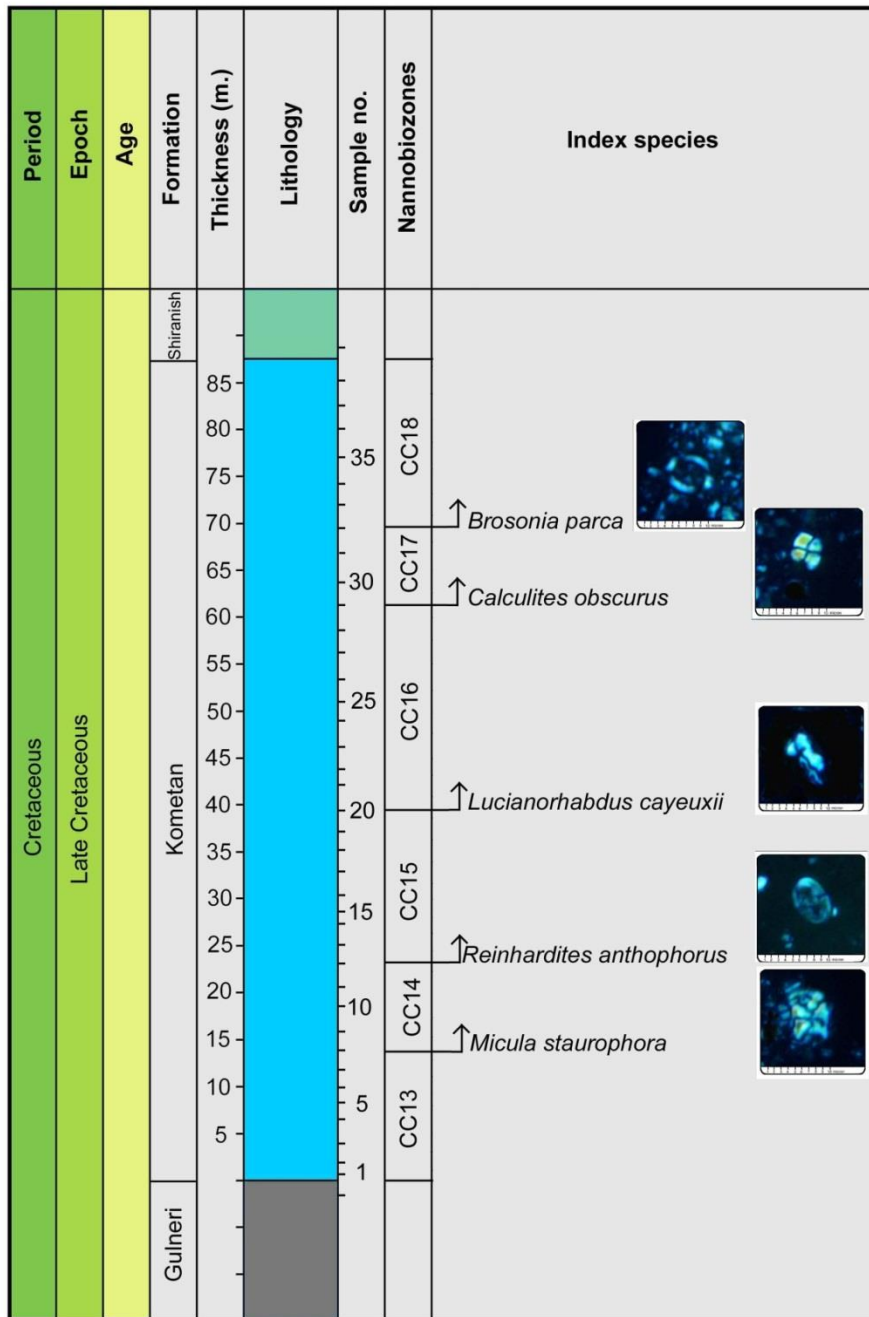 Period
Epoch
Age
Formation
Thickness (m.)
Lithology
Sample no.
Nannobiozones
Index species
Cretaceous
Late Cretaceous
Shiranish
Kometan
Gulneri
85
80
75
70
65
60
55
50
45
40
35
30
25
20
15
10
5
35
30
25
20
15
10
5
1
CC18
CC17
CC16
CC15
CC14
CC13
Brosonia parca
Calculites obscurus
Lucianorhabdus cayeuxii
Reinhardites anthophorus
Micula staurophora